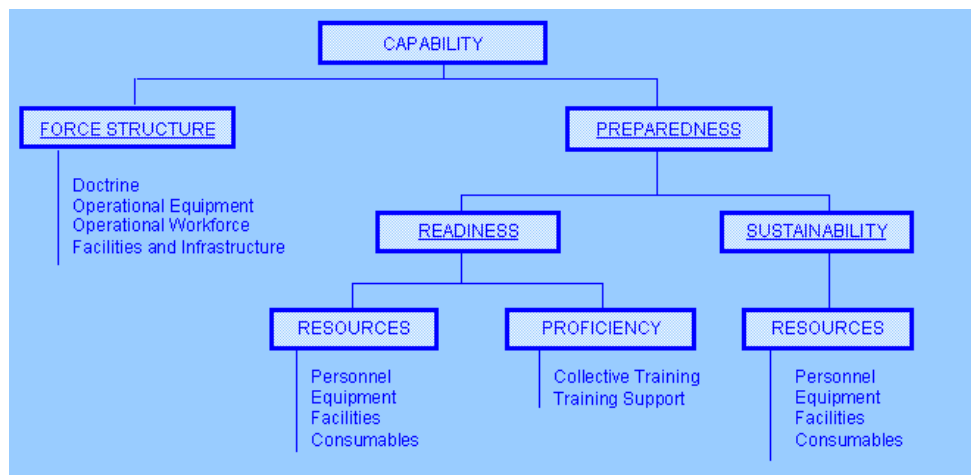 CAPABILITY
FORCE STRUCTURE
PREPAREDNESS
Doctrine
Operational Equipment
Operational Workforce
Facilities and Infrastructure
READINESS
SUSTAINABILITY
RESOURCES
PROFICIENCY
RESOURCES
Personnel
Equipment
Facilities
Consumables
Collective Training
Training Support
Personnel
Equipment
Facilities
Consumables